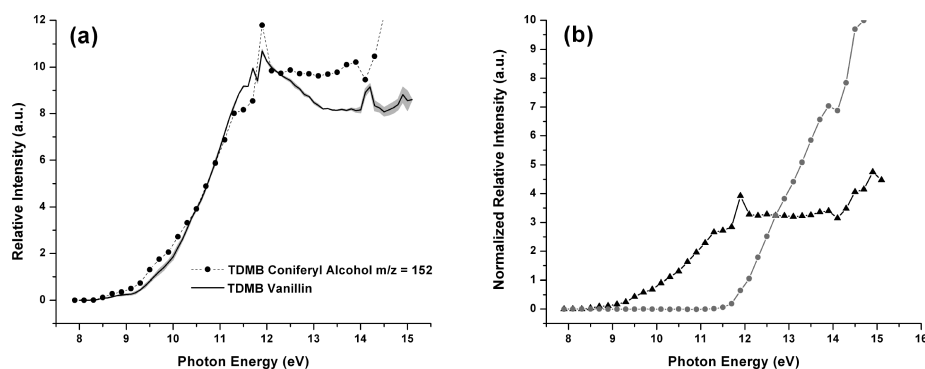 (a)
Relative Intensity (a.u.)
12
10
8
6
4
2
0
TDMB Coniferyl Alcohol m/z = 152
TDMB Vanillin
8 9 10 11 12 13 14 15
Photon Energy (eV)
(b)
Normalized Relative Intensity (a.u.)
10
9
8
7
6
5
4
3
2
1
0
8 9 10 11 12 13 14 15 16
Photon Energy (eV)